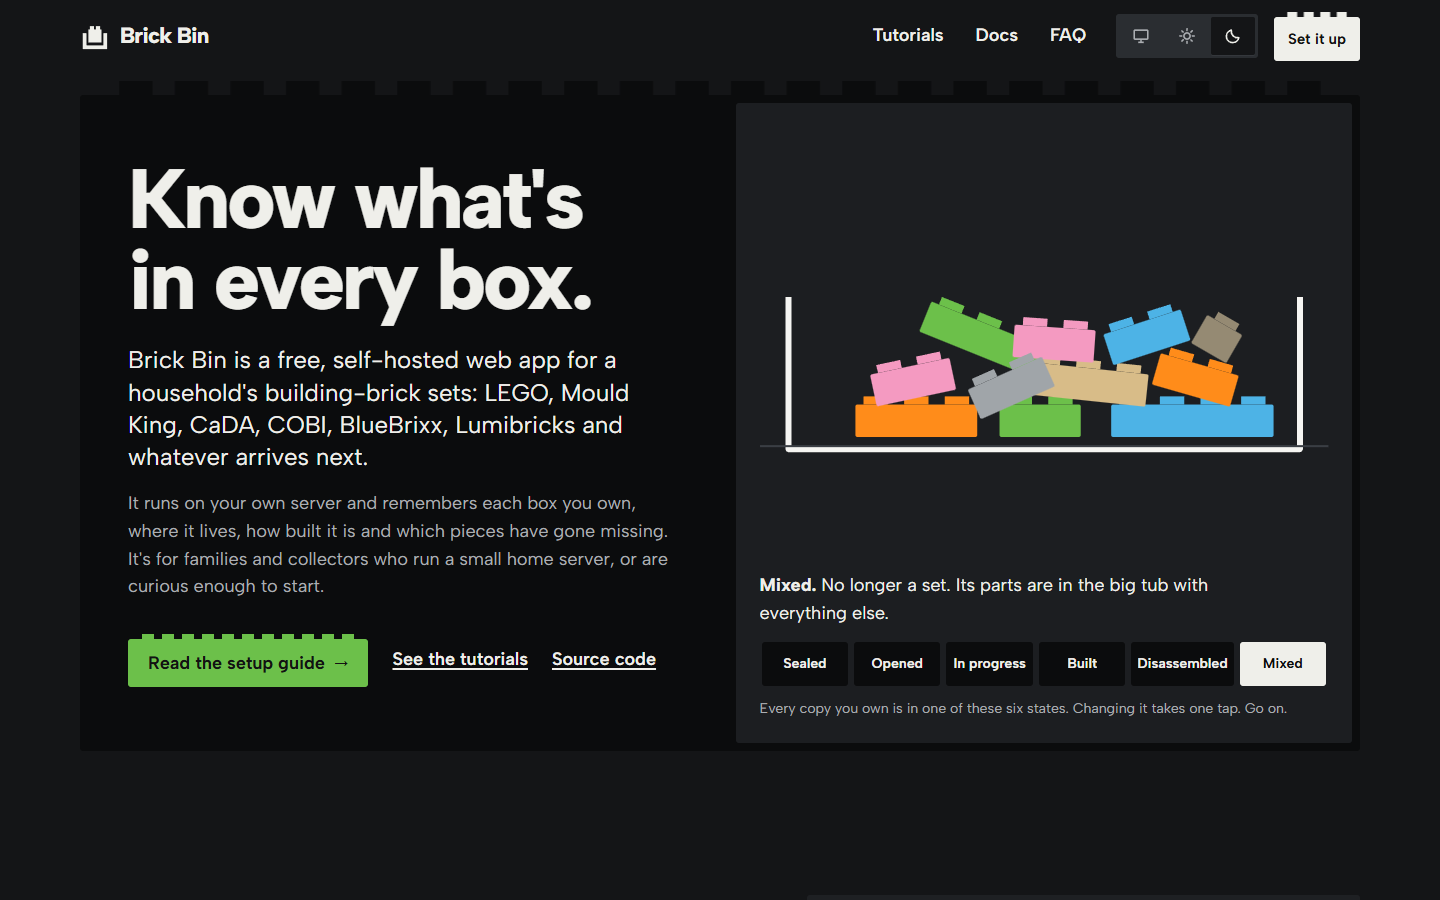 Brick Bin
Tutorials
Docs
FAQ
Set it up
Know what's
in every box.
Brick Bin is a free, self-hosted web app for a
household's building-brick sets: LEGO, Mould
King, CaDA, COBI, BlueBrixx, Lumibricks and
whatever arrives next.
It runs on your own server and remembers each box you own,
where it lives, how built it is and which pieces have gone missing.
It's for families and collectors who run a small home server, or are
curious enough to start.
Read the setup guide →
See the tutorials
Source code
Mixed. No longer a set. Its parts are in the big tub with
everything else.
Sealed
Opened
In progress
Built
Disassembled
Mixed
Every copy you own is in one of these six states. Changing it takes one tap. Go on.